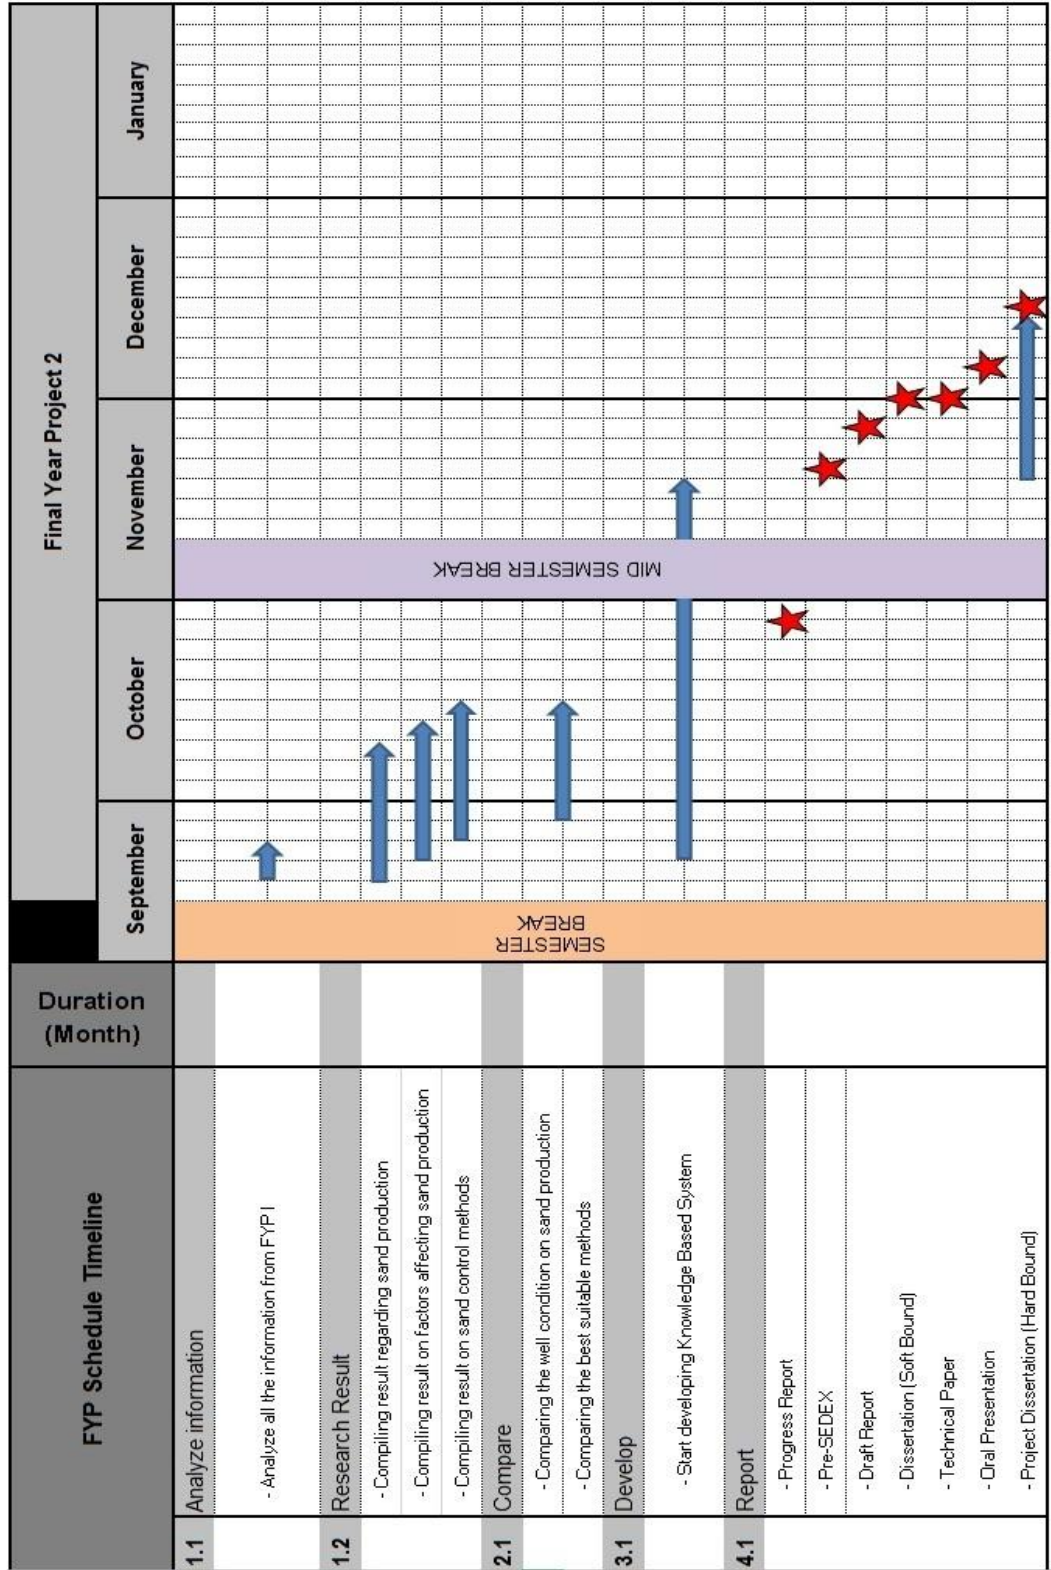 FYP Schedule Timeline
Duration
(Month)
Final Year Project 2
September
October
November
December
January
1.1 Analyze information
- Analyze all the information from FYP I
1.2 Research Result
- Compiling result regarding sand production
- Compiling result on factors affecting sand production
- Compiling result on sand control methods
2.1 Compare
- Comparing the well condition on sand production
- Comparing the best suitable methods
3.1 Develop
- Start developing Knowledge Based System
4.1 Report
- Progress Report
- Pre-SEDEX
- Draft Report
- Dissertation (Soft Bound)
- Technical Paper
- Oral Presentation
- Project Dissertation (Hard Bound)
SEMESTER
BREAK
MID SEMESTER BREAK